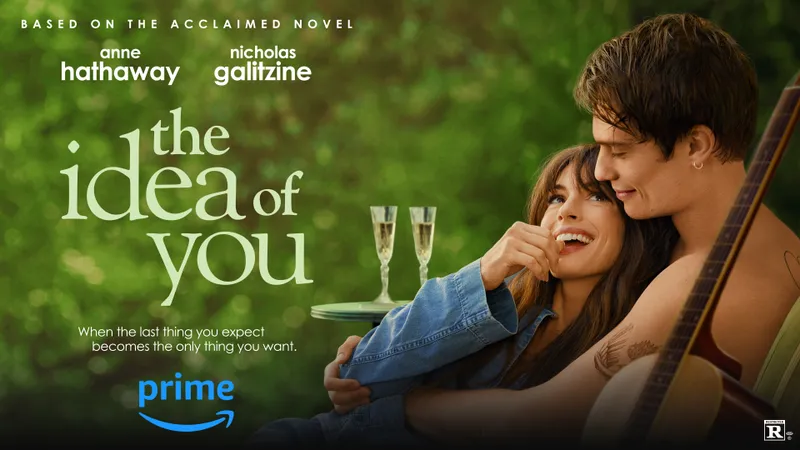 BASED ON THE ACCLAIMED NOVEL
anne
hathaway
nicholas
galitzine
the
idea of
you
When the last thing you expect
becomes the only thing you want.
prime
R